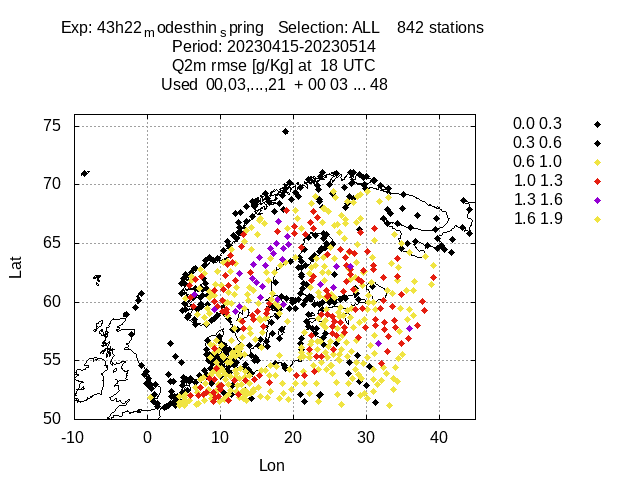 Exp: 43h22modesthinspring Selection: ALL 842 stations
Period: 20230415-20230514
Q2m rmse [g/Kg] at 18 UTC
Used 00,03,...,21 + 00 03 ... 48
75
70
65
60
55
50
Lat
-10 0 10 20 30 40
Lon
0.0 0.3
0.3 0.6
0.6 1.0
1.0 1.3
1.3 1.6
1.6 1.9